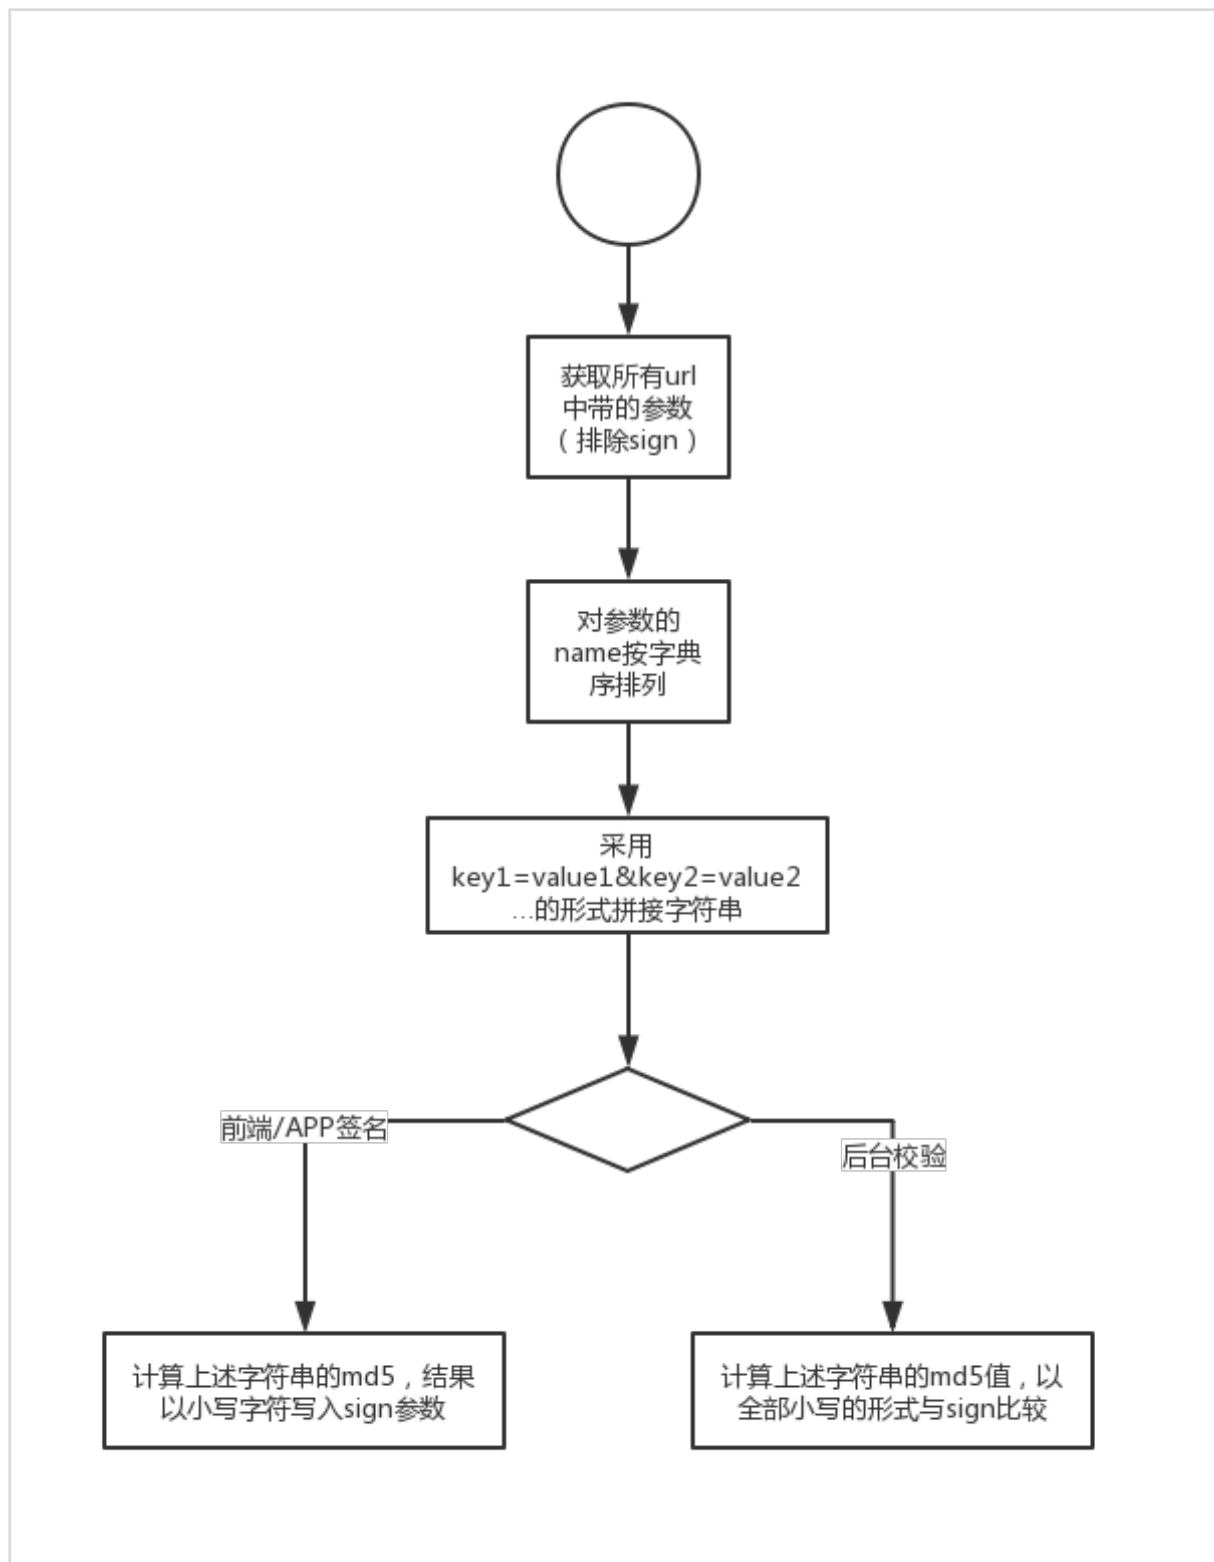 获取所有url
中带的参数
（排除sign）
对参数的
name按字典
序排列
采用
key1=value1&key2=value2
...的形式拼接字符串
前端/APP签名
后台校验
计算上述字符串的md5，结果
以小写字符写入sign参数
计算上述字符串的md5值，以
全部小写的形式与sign比较